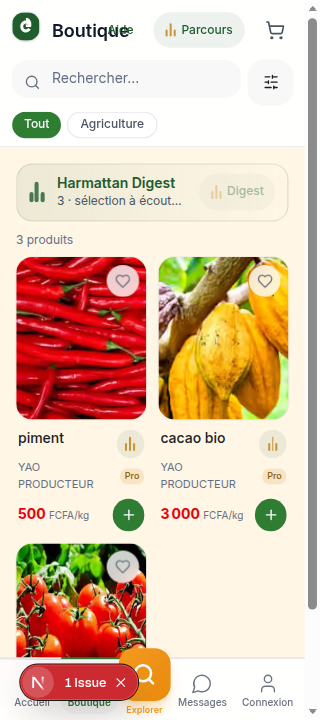 Boutique
Aide
Parcours
Rechercher...
Tout
Agriculture
Harmattan Digest
3 · sélection à écout...
Digest
3 produits
piment
cacao bio
YAO
PRODUCTEUR
Pro
YAO
PRODUCTEUR
Pro
500 FCFA/kg
3 000 FCFA/kg
N
1 Issue
Accueil
Boutique
Explorer
Messages
Connexion